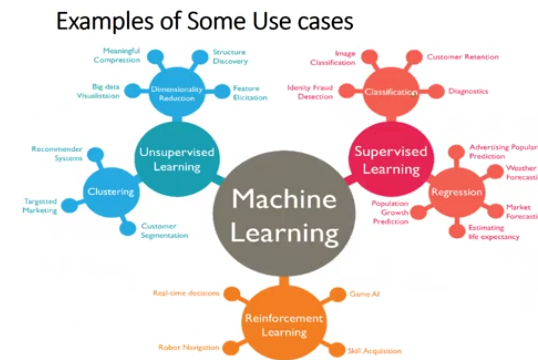 Examples of Some Use cases
Meaningful
Compression
Structure
Discovery
Big data
Visualistation
Dimensionality
Reduction
Feature
Elicitation
Recommender
Systems
Unsupervised
Learning
Clustering
Targetted
Marketing
Customer
Segmentation
Machine
Learning
Image
Classification
Customer Retention
Idenity Fraud
Detection
Classification
Diagnostics
Supervised
Learning
Advertising Popular
Prediction
Weather
Forecasti
Regression
Population
Growth
Prediction
Market
Forecasti
Estimating
life expectancy
Real-time decisions
Game AI
Reinforcement
Learning
Robot Navigation
Skill Acquisition